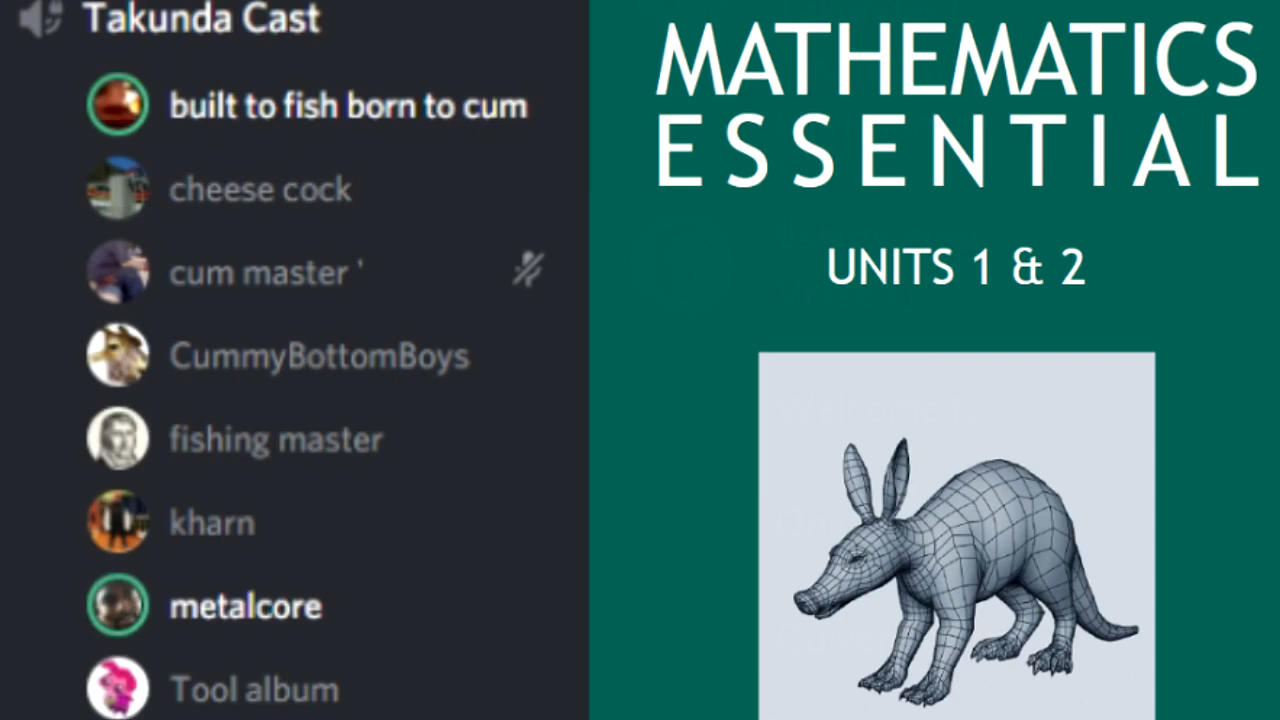 Takunda Cast
built to fish born to cum
cheese cock
cum master '
CummyBottomBoys
fishing master
kharn
metalcore
Tool album
MATHEMATICS
ESSENTIAL
UNITS 1 & 2